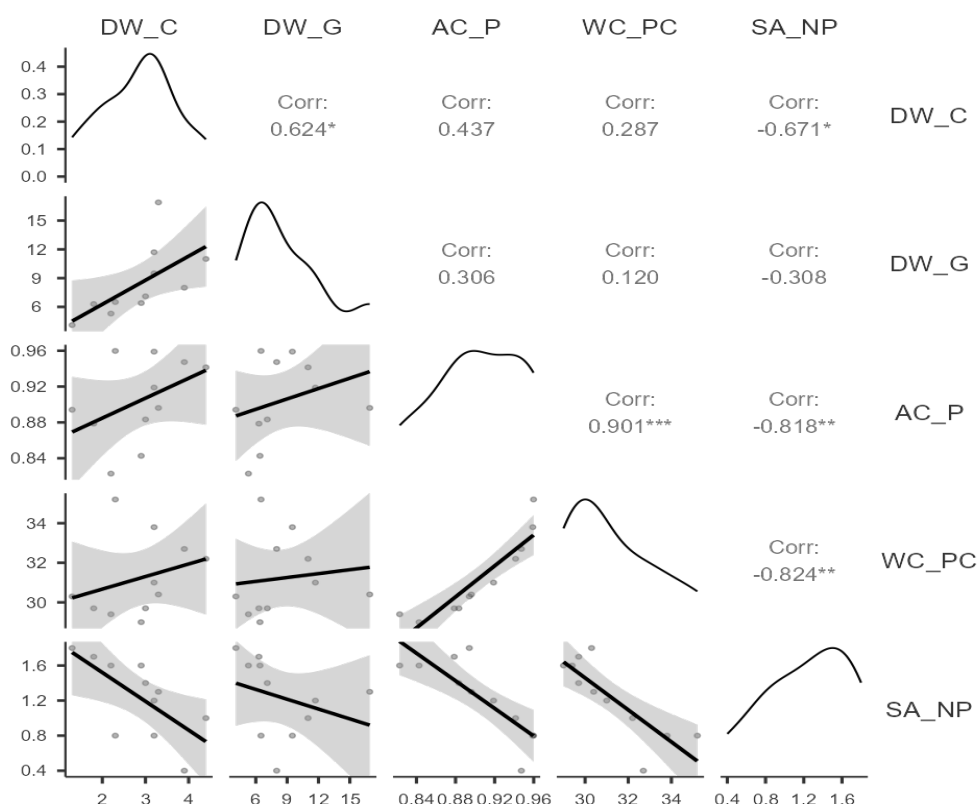 DW_C DW_G AC_P WC_PC SA_NP
0.4
0.3
0.2
0.1
0.0
Corr:
0.624*
Corr:
0.437
Corr:
0.287
Corr:
-0.671*
DW_C
15
12
9
6
Corr:
0.306
Corr:
0.120
Corr:
-0.308
DW_G
0.96
0.92
0.88
0.84
Corr:
0.901***
Corr:
-0.818**
AC_P
34
32
30
Corr:
-0.824**
WC_PC
1.6
1.2
0.8
0.4
SA_NP
2 3 4 6 9 12 15 0.84 0.88 0.92 0.96 30 32 34 0.4 0.8 1.2 1.6